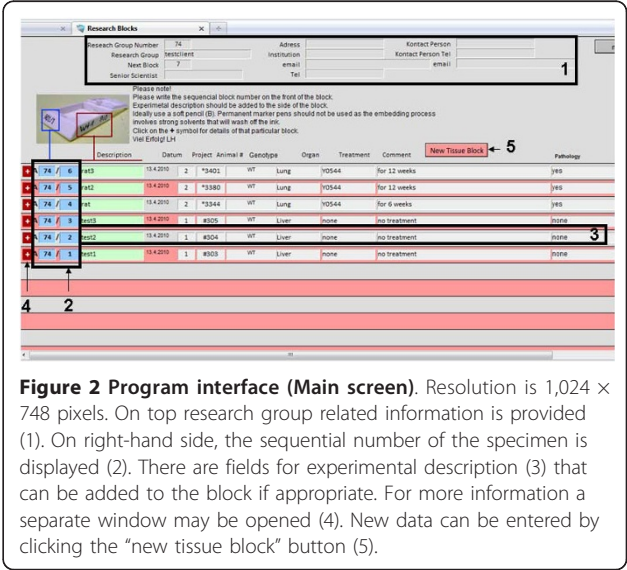 Research Blocks
Reseach Group Number 74 Adress Kontact Person
Research Group testclient Institution Kontact Person Tel
Next Block 7 email email
Senior Scientist Tel 1
Please note!
Please write the sequencial block number on the front of the block.
Experimetal description should be added to the side of the block.
Ideally use a soft pencil (B). Permanent marker pens should not be used as the embedding process
involves strong solvents that will wash off the ink.
Click on the + symbol for details of that particular block.
Viel Erfolg! LH
New Tissue Block 5
Description Datum Project Animal # Genotype Organ Treatment Comment Pathology
+ A 74 / 6 rat3 13.4.2010 2 *3401 WT Lung Y0544 for 12 weeks yes
+ A 74 / 5 rat2 13.4.2010 2 *3380 WT Lung Y0544 for 12 weeks yes
+ A 74 / 4 rat 13.4.2010 2 *3344 WT Lung Y0544 for 6 weeks yes
+ A 74 / 3 test3 13.4.2010 1 #305 WT Liver none no treatment none
+ A 74 / 2 test2 13.4.2010 1 #304 WT Liver none no treatment none 3
+ A 74 / 1 test1 13.4.2010 1 #303 WT Liver none no treatment none
4 2
Figure 2 Program interface (Main screen). Resolution is 1,024 ×
748 pixels. On top research group related information is provided
(1). On right-hand side, the sequential number of the specimen is
displayed (2). There are fields for experimental description (3) that
can be added to the block if appropriate. For more information a
separate window may be opened (4). New data can be entered by
clicking the “new tissue block” button (5).